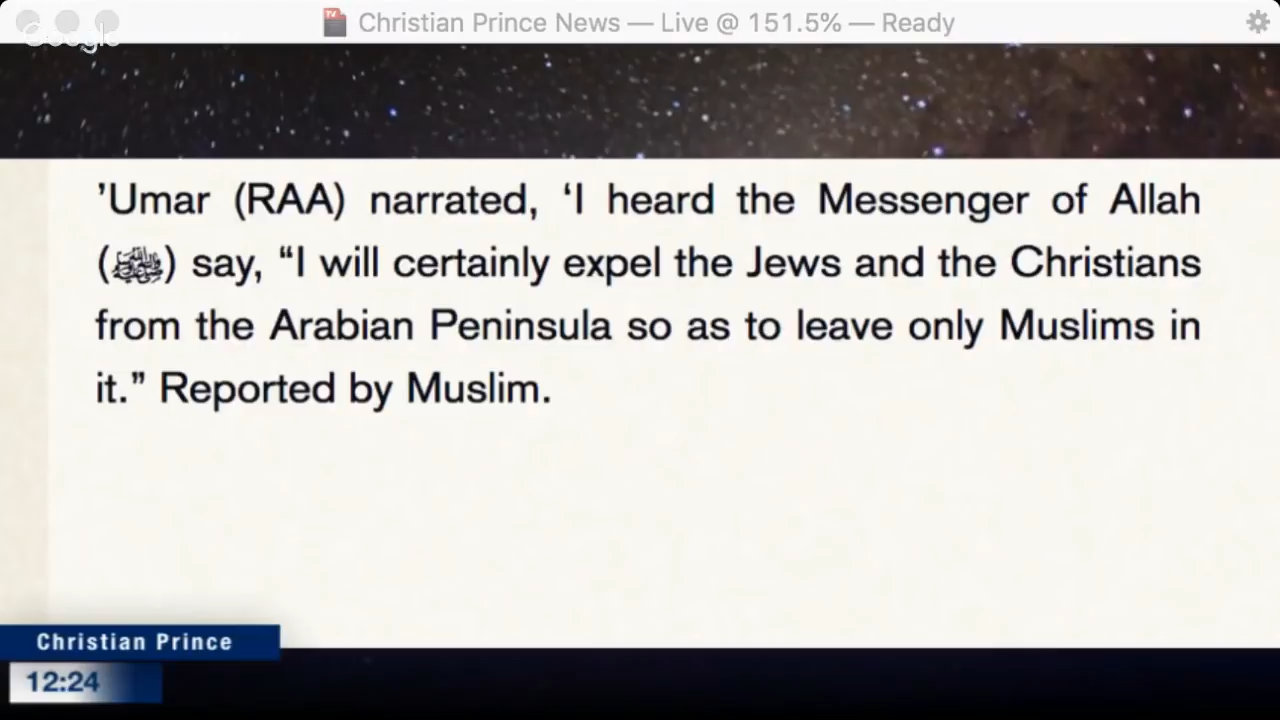 Christian Prince News — Live @ 151.5% — Ready
Google
’Umar (RAA) narrated, ‘I heard the Messenger of Allah
(ﷺ) say, “I will certainly expel the Jews and the Christians
from the Arabian Peninsula so as to leave only Muslims in
it.” Reported by Muslim.
Christian Prince
12:24